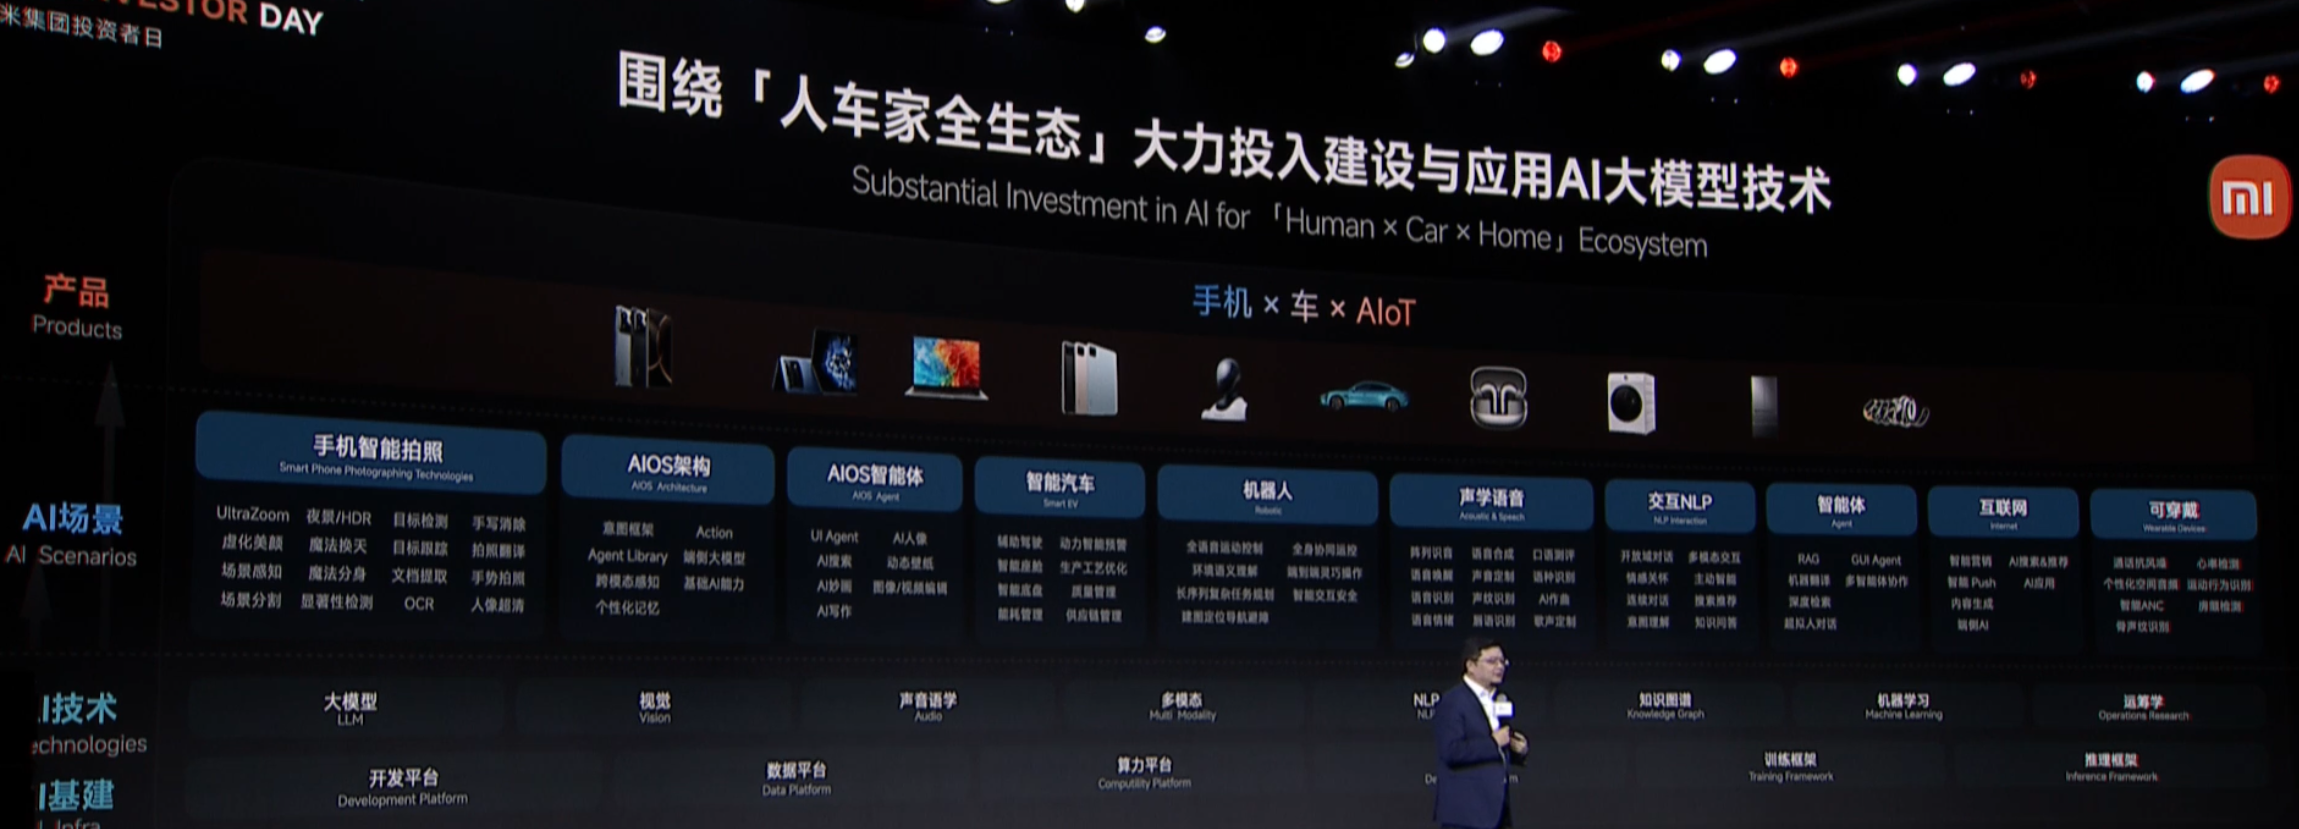 STOR DAY
米集团投资者日
围绕「人车家全生态」大力投入建设与应用AI大模型技术
Substantial Investment in AI for 「Human × Car × Home」Ecosystem
产品
Products
手机 × 车 × AIoT
AI场景
AI Scenarios
手机智能拍照
Smart Phone Photographing Technologies
UltraZoom 夜景/HDR 目标检测 手写消除
虚化美颜 魔法换天 目标跟踪 拍照翻译
场景感知 魔法分身 文档提取 手势拍照
场景分割 显著性检测 OCR 人像超清
AIOS架构
AIOS Architecture
意图框架 Action
Agent Library 端侧大模型
跨模态感知 基础AI能力
个性化记忆
AIOS智能体
AIOS Agent
UI Agent AI人像
AI搜索 动态壁纸
AI妙画 图像/视频编辑
AI写作
智能汽车
Smart EV
辅助驾驶 动力智能预警
智能座舱 生产工艺优化
智能底盘 质量管理
能耗管理 供应链管理
机器人
Robotic
全语音运动控制 全身协同遥控
环境语义理解 端到端灵巧操作
长序列复杂任务规划 智能交互安全
建图定位导航避障
声学语音
Acoustic & Speech
阵列识音 语音合成 口语测评
语音唤醒 声音定制 语种识别
语音识别 声纹识别 AI作曲
语音情绪 唇语识别 歌声定制
交互NLP
NLP Interaction
开放域对话 多模态交互
情感关怀 主动智能
连续对话 搜索推荐
意图理解 知识问答
智能体
Agent
RAG GUI Agent
机器翻译 多智能体协作
深度检索
超拟人对话
互联网
Internet
智能营销 AI搜索&推荐
智能 Push AI应用
内容生成
端侧AI
可穿戴
Wearable Devices
通话抗风噪 心率检测
个性化空间音频 运动行为识别
智能ANC 房颤检测
骨声纹识别
I技术
echnologies
大模型
LLM
视觉
Vision
声音语学
Audio
多模态
Multi Modality
NLP
NL
知识图谱
Knowledge Graph
机器学习
Machine Learning
运筹学
Operations Research
I基建
开发平台
Development Platform
数据平台
Data Platform
算力平台
Computility Platform
De
训练框架
Training Framework
推理框架
Inference Framework